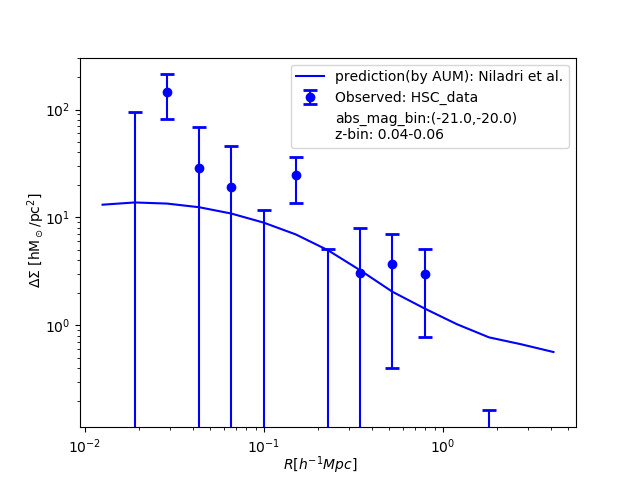 prediction(by AUM): Niladri et al.
Observed: HSC_data
abs_mag_bin:(-21.0,-20.0)
z-bin: 0.04-0.06
ΔΣ [hM⊙/pc²]
10²
10¹
10⁰
10⁻² 10⁻¹ 10⁰
R[h⁻¹Mpc]